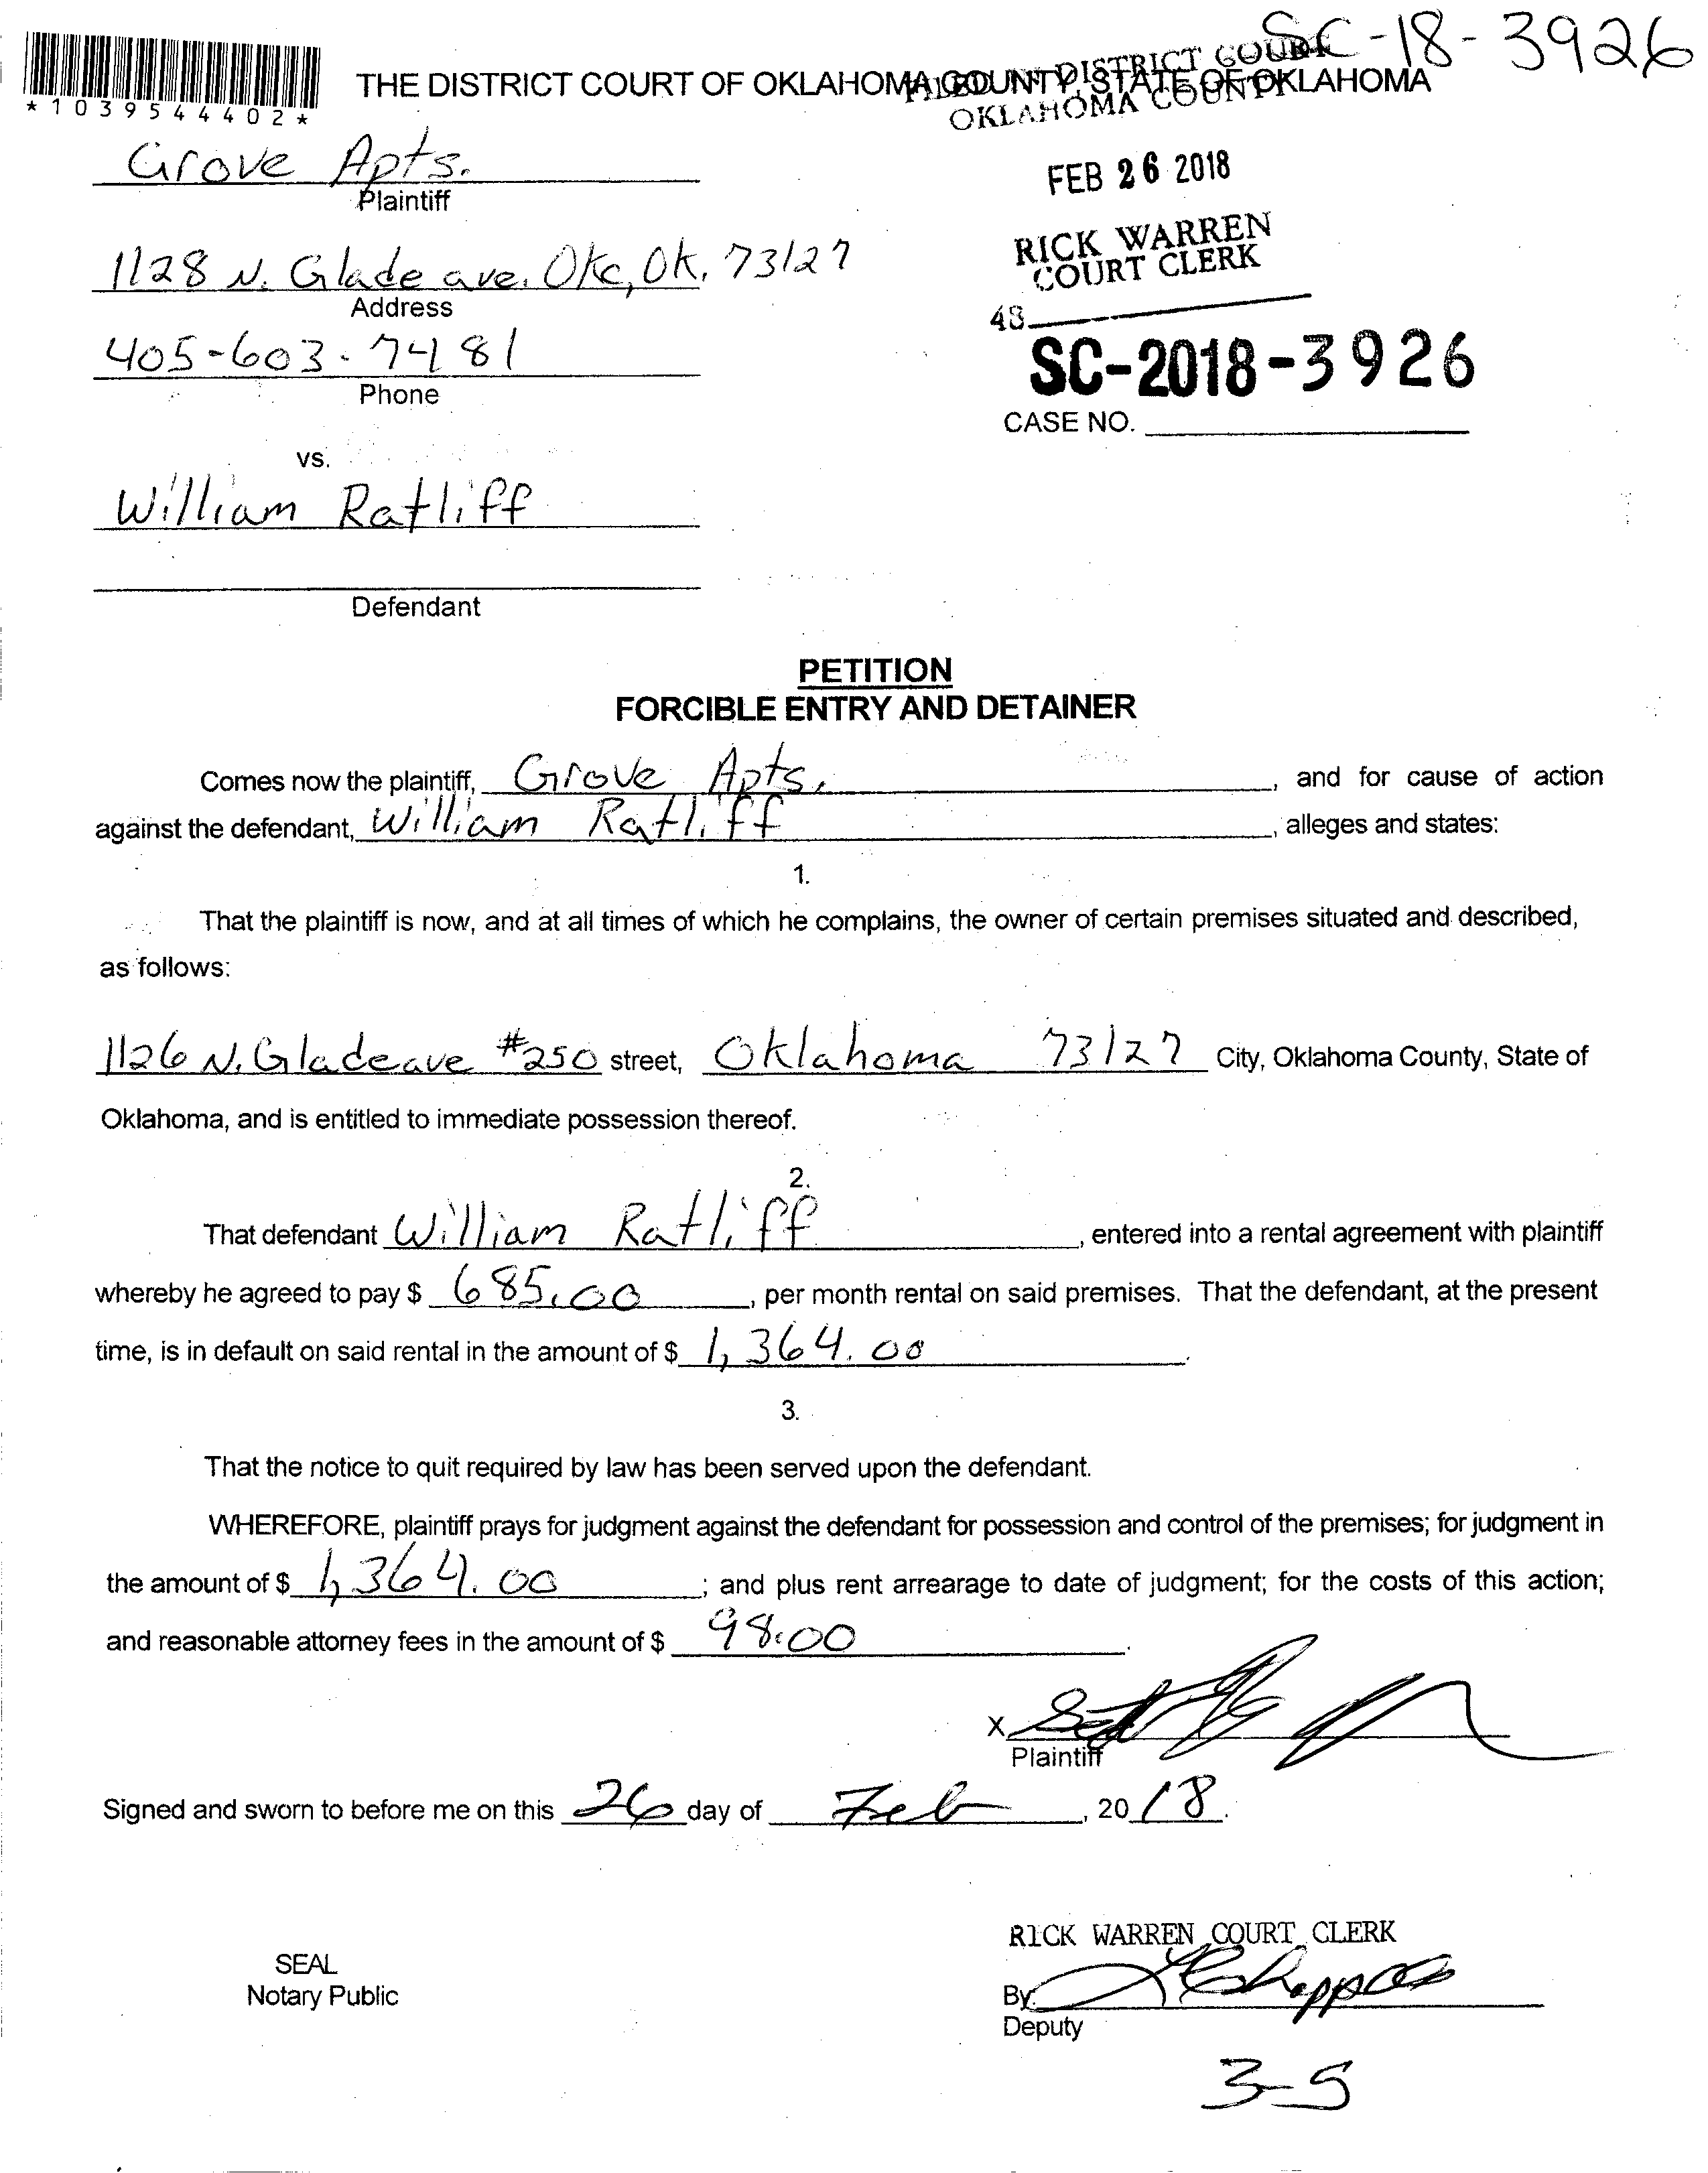 SC-18-3926
*1039544402*
THE DISTRICT COURT OF OKLAHOMA COUNTY, STATE OF OKLAHOMA
DISTRICT COURT
OKLAHOMA COUNTY
Grove Apts.
Plaintiff
FEB 26 2018
1128 N. Glade ave. Okc, Ok. 73127
Address
RICK WARREN
COURT CLERK
405-603-7481
Phone
48
SC-2018-3926
CASE NO.
vs.
William Ratliff
Defendant
PETITION
FORCIBLE ENTRY AND DETAINER
Comes now the plaintiff, Grove Apts., and for cause of action
against the defendant, William Ratliff, alleges and states:
1.
That the plaintiff is now, and at all times of which he complains, the owner of certain premises situated and described,
as follows:
1126 N. Glade ave #250 street, Oklahoma 73127 City, Oklahoma County, State of
Oklahoma, and is entitled to immediate possession thereof.
2.
That defendant William Ratliff, entered into a rental agreement with plaintiff
whereby he agreed to pay $ 685.00, per month rental on said premises. That the defendant, at the present
time, is in default on said rental in the amount of $ 1,364.00.
3.
That the notice to quit required by law has been served upon the defendant.
WHEREFORE, plaintiff prays for judgment against the defendant for possession and control of the premises; for judgment in
the amount of $ 1,364.00; and plus rent arrearage to date of judgment; for the costs of this action;
and reasonable attorney fees in the amount of $ 98.00.
X
Plaintiff
Signed and sworn to before me on this 26 day of Feb, 2018.
RICK WARREN COURT CLERK
SEAL
Notary Public
By:
Deputy
3-5